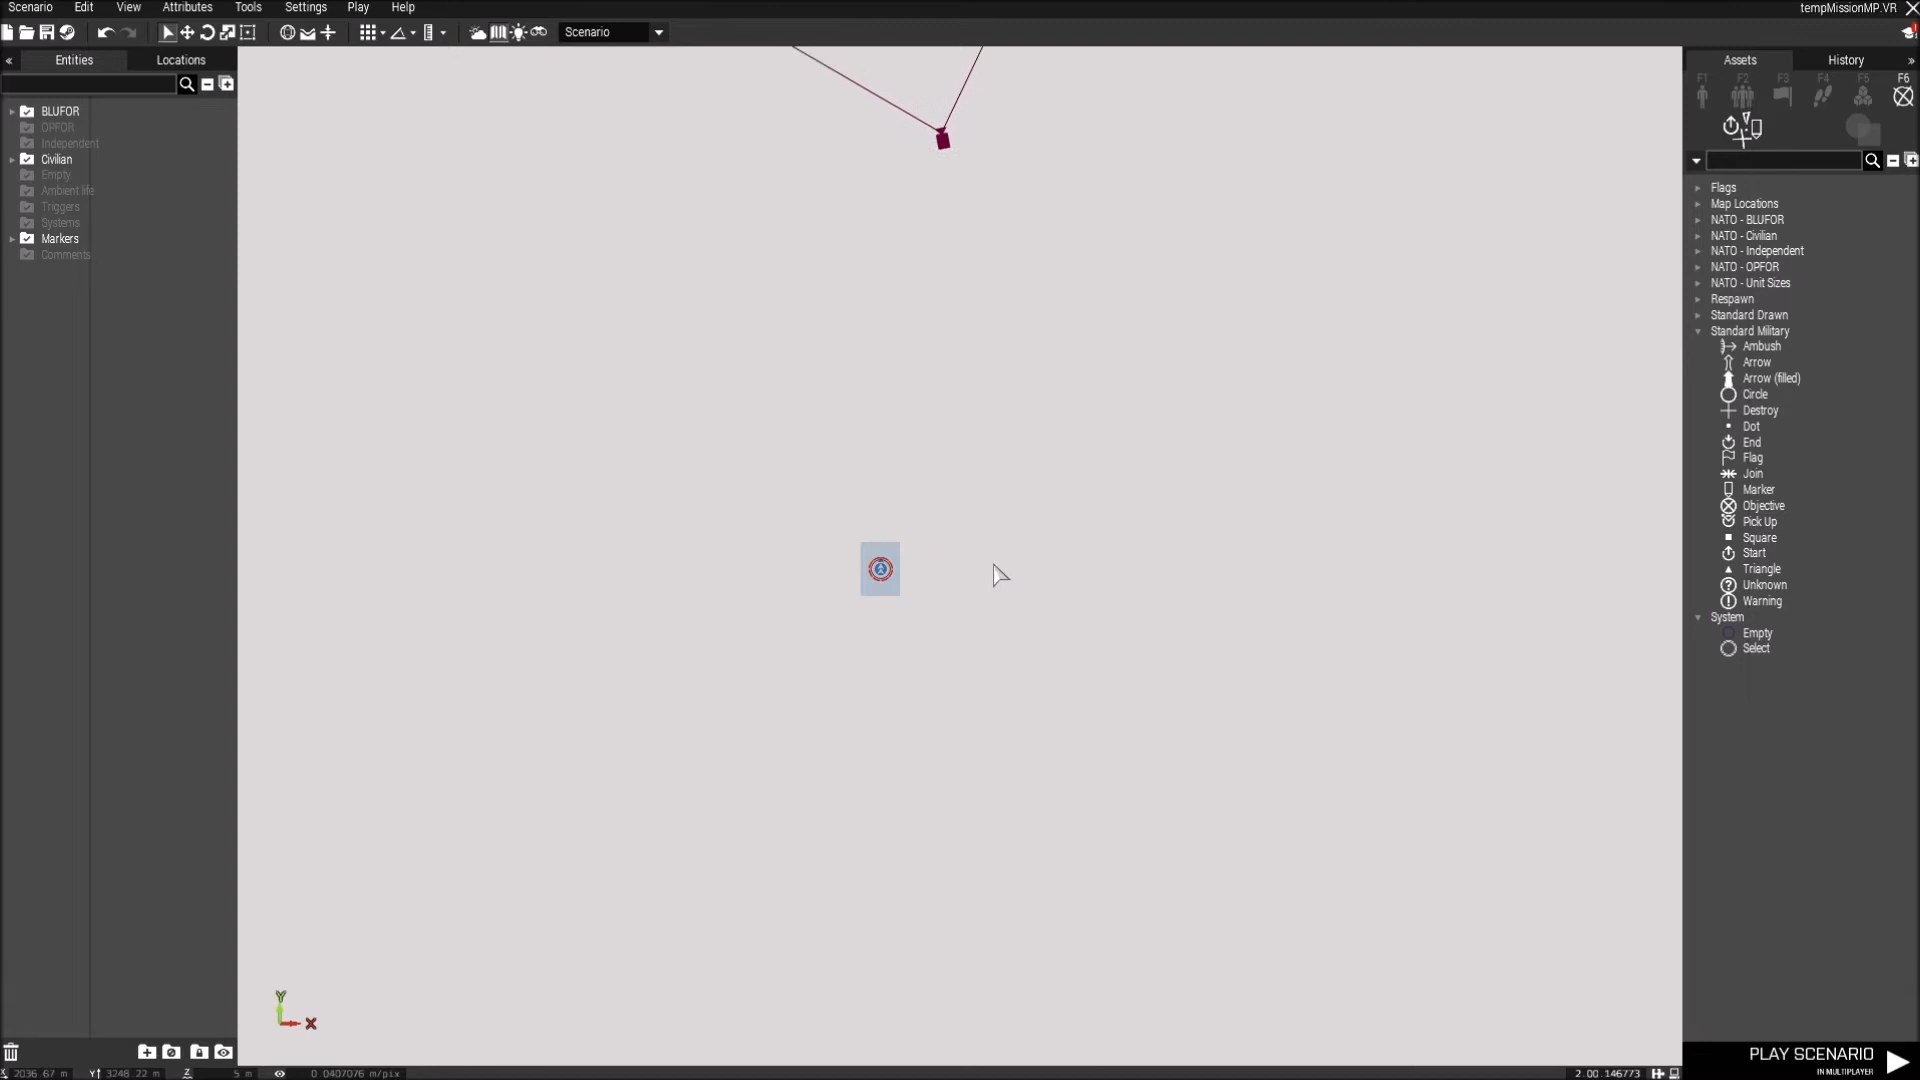 Scenario Edit View Attributes Tools Settings Play Help tempMissionMP.VR
Scenario
Entities Locations
BLUFOR
OPFOR
Independent
Civilian
Empty
Ambient life
Triggers
Systems
Markers
Comments
Assets History
F1 F2 F3 F4 F5 F6
Flags
Map Locations
NATO - BLUFOR
NATO - Civilian
NATO - Independent
NATO - OPFOR
NATO - Unit Sizes
Respawn
Standard Drawn
Standard Military
Ambush
Arrow
Arrow (filled)
Circle
Destroy
Dot
End
Flag
Join
Marker
Objective
Pick Up
Square
Start
Triangle
Unknown
Warning
System
Empty
Select
Y
X
PLAY SCENARIO
IN MULTIPLAYER
X 2036.67 m Y 3248.22 m Z 5 m 0.0407076 m/pix 2.00.146773